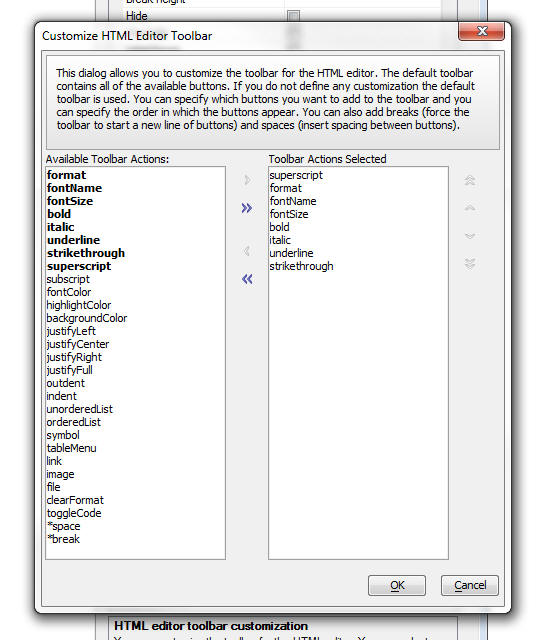 Break height
Hide
Customize HTML Editor Toolbar
This dialog allows you to customize the toolbar for the HTML editor. The default toolbar
contains all of the available buttons. If you do not define any customization the default
toolbar is used. You can specify which buttons you want to add to the toolbar and you
can specify the order in which the buttons appear. You can also add breaks (force the
toolbar to start a new line of buttons) and spaces (insert spacing between buttons).
Available Toolbar Actions:
format
fontName
fontSize
bold
italic
underline
strikethrough
superscript
subscript
fontColor
highlightColor
backgroundColor
justifyLeft
justifyCenter
justifyRight
justifyFull
outdent
indent
unorderedList
orderedList
symbol
tableMenu
link
image
file
clearFormat
toggleCode
*space
*break
Toolbar Actions Selected
superscript
format
fontName
fontSize
bold
italic
underline
strikethrough
OK
Cancel
HTML editor toolbar customization